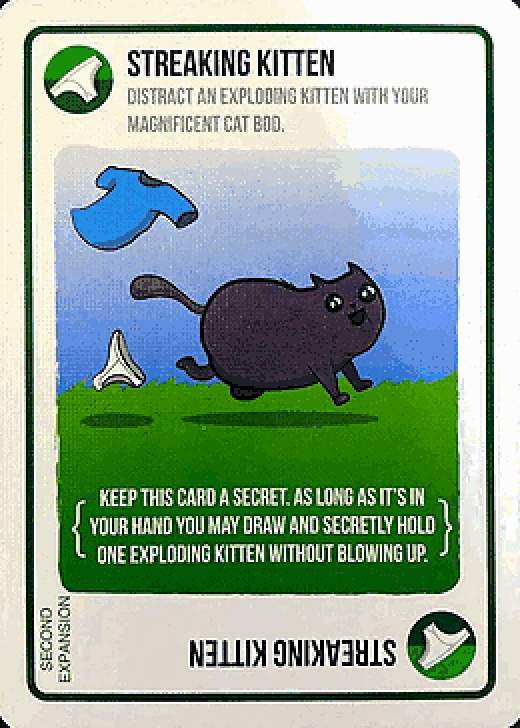 STREAKING KITTEN
DISTRACT AN EXPLODING KITTEN WITH YOUR
MAGNIFICENT CAT BOD.
KEEP THIS CARD A SECRET. AS LONG AS IT'S IN
YOUR HAND YOU MAY DRAW AND SECRETLY HOLD
ONE EXPLODING KITTEN WITHOUT BLOWING UP.
SECOND
EXPANSION
STREAKING KITTEN